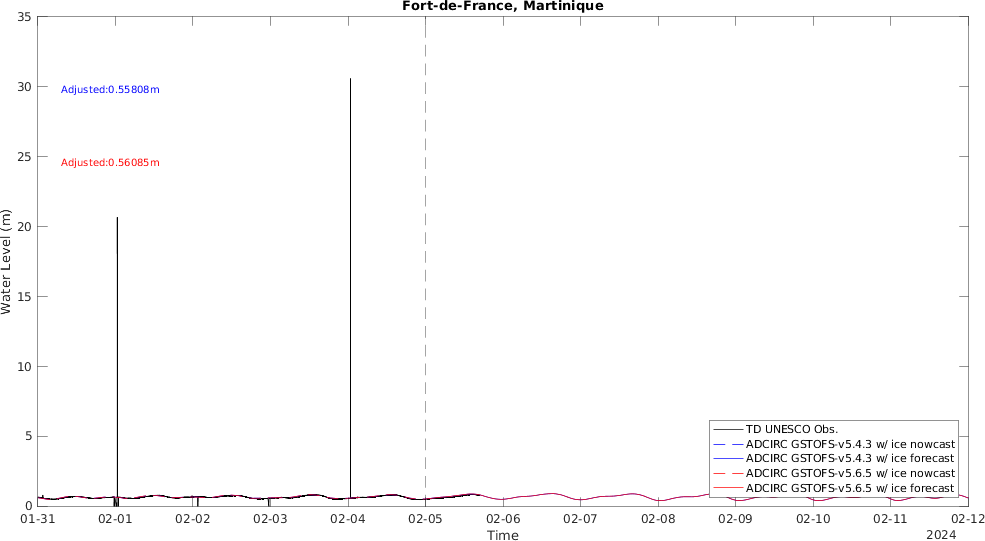 Fort-de-France, Martinique
35
30
25
20
15
10
5
0
Water Level (m)
Adjusted:0.55808m
Adjusted:0.56085m
TD UNESCO Obs.
ADCIRC GSTOFS-v5.4.3 w/ ice nowcast
ADCIRC GSTOFS-v5.4.3 w/ ice forecast
ADCIRC GSTOFS-v5.6.5 w/ ice nowcast
ADCIRC GSTOFS-v5.6.5 w/ ice forecast
01-31 02-01 02-02 02-03 02-04 02-05 02-06 02-07 02-08 02-09 02-10 02-11 02-12
Time
2024